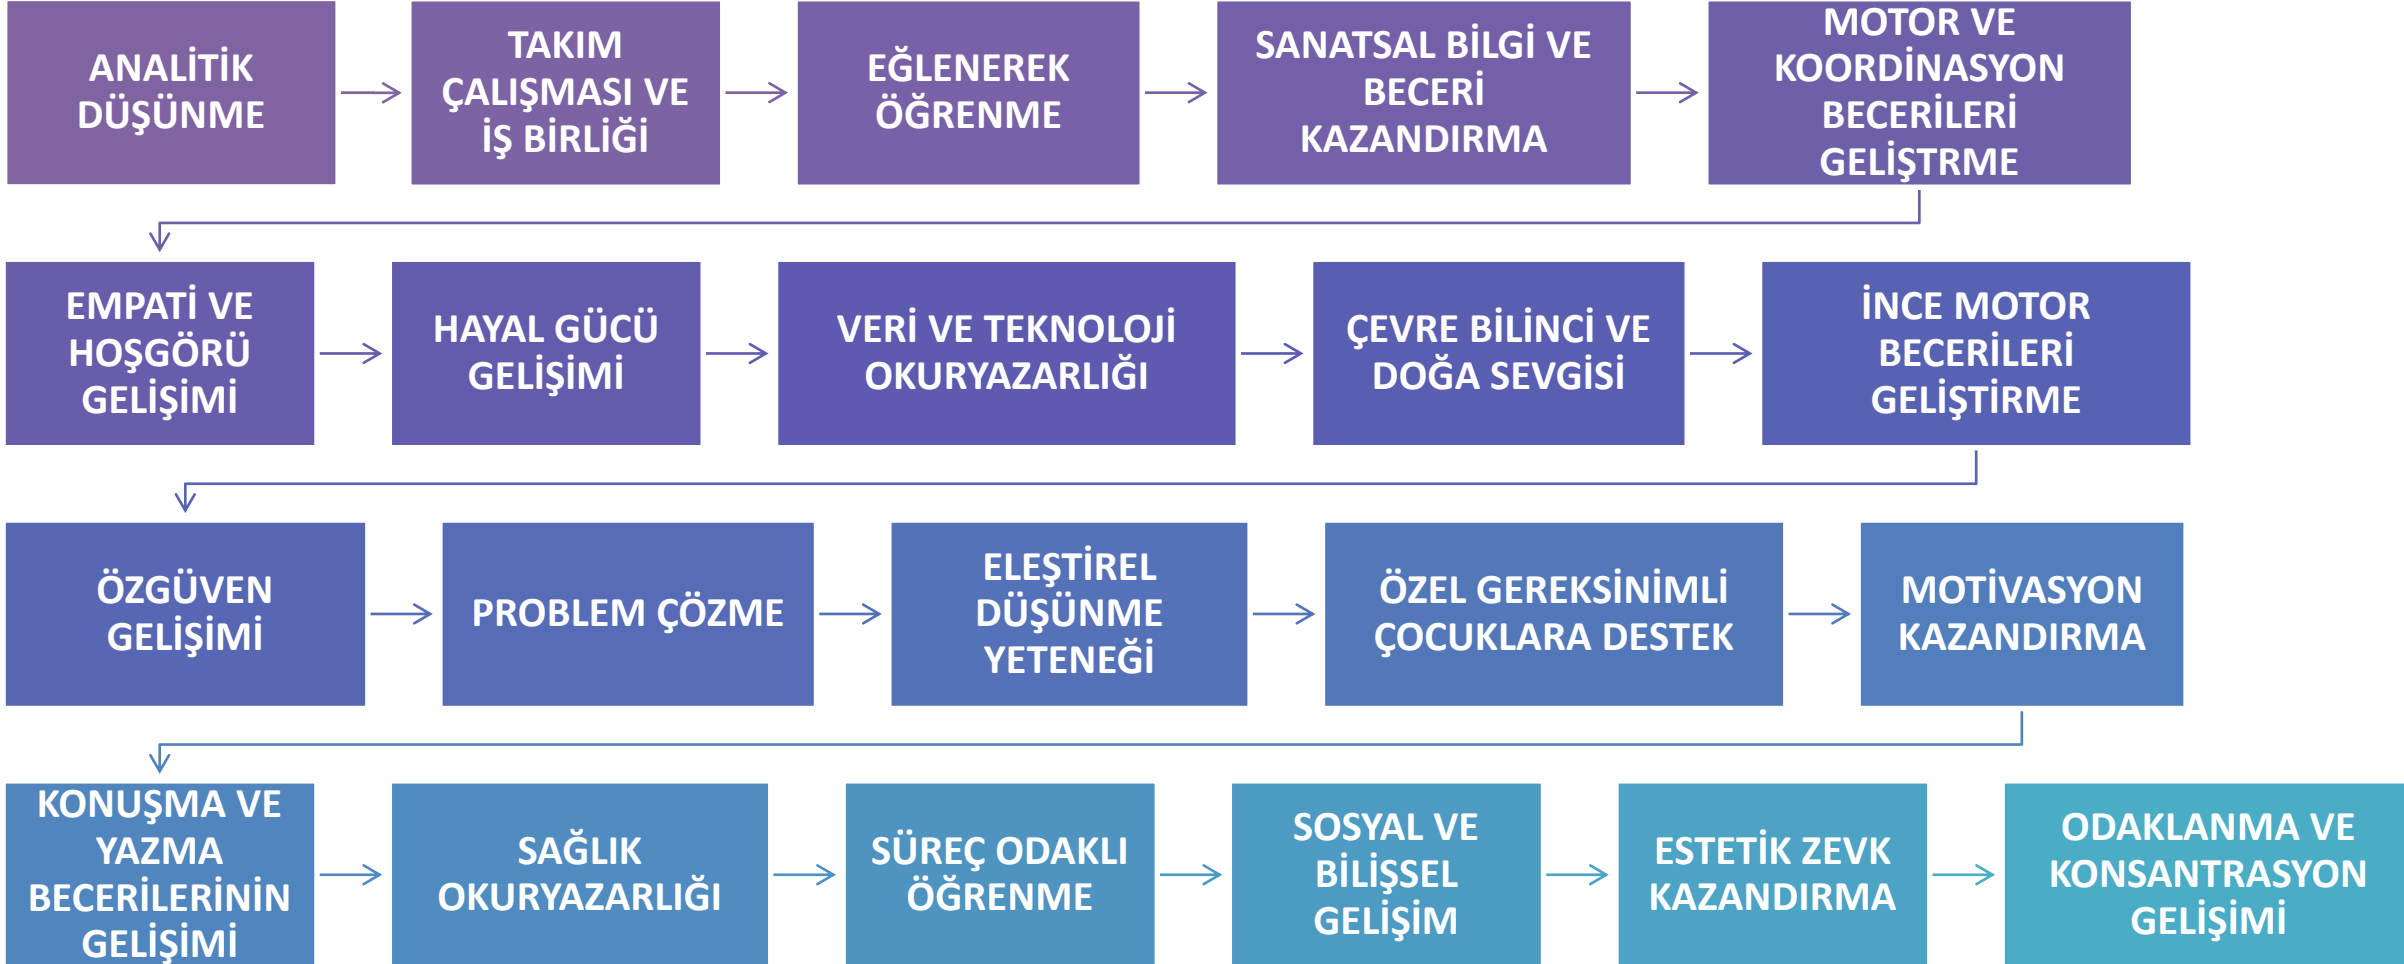 ANALİTİK
DÜŞÜNME
TAKIM
ÇALIŞMASI VE
İŞ BİRLİĞİ
EĞLENEREK
ÖĞRENME
SANATSAL BİLGİ VE
BECERİ
KAZANDIRMA
MOTOR VE
KOORDİNASYON
BECERİLERİ
GELİŞTRME
EMPATİ VE
HOŞGÖRÜ
GELİŞİMİ
HAYAL GÜCÜ
GELİŞİMİ
VERİ VE TEKNOLOJİ
OKURYAZARLIĞI
ÇEVRE BİLİNCİ VE
DOĞA SEVGİSİ
İNCE MOTOR
BECERİLERİ
GELİŞTİRME
ÖZGÜVEN
GELİŞİMİ
PROBLEM ÇÖZME
ELEŞTİREL
DÜŞÜNME
YETENEĞİ
ÖZEL GEREKSİNİMLİ
ÇOCUKLARA DESTEK
MOTİVASYON
KAZANDIRMA
KONUŞMA VE
YAZMA
BECERİLERİNİN
GELİŞİMİ
SAĞLIK
OKURYAZARLIĞI
SÜREÇ ODAKLI
ÖĞRENME
SOSYAL VE
BİLİŞSEL
GELİŞİM
ESTETİK ZEVK
KAZANDIRMA
ODAKLANMA VE
KONSANTRASYON
GELİŞİMİ